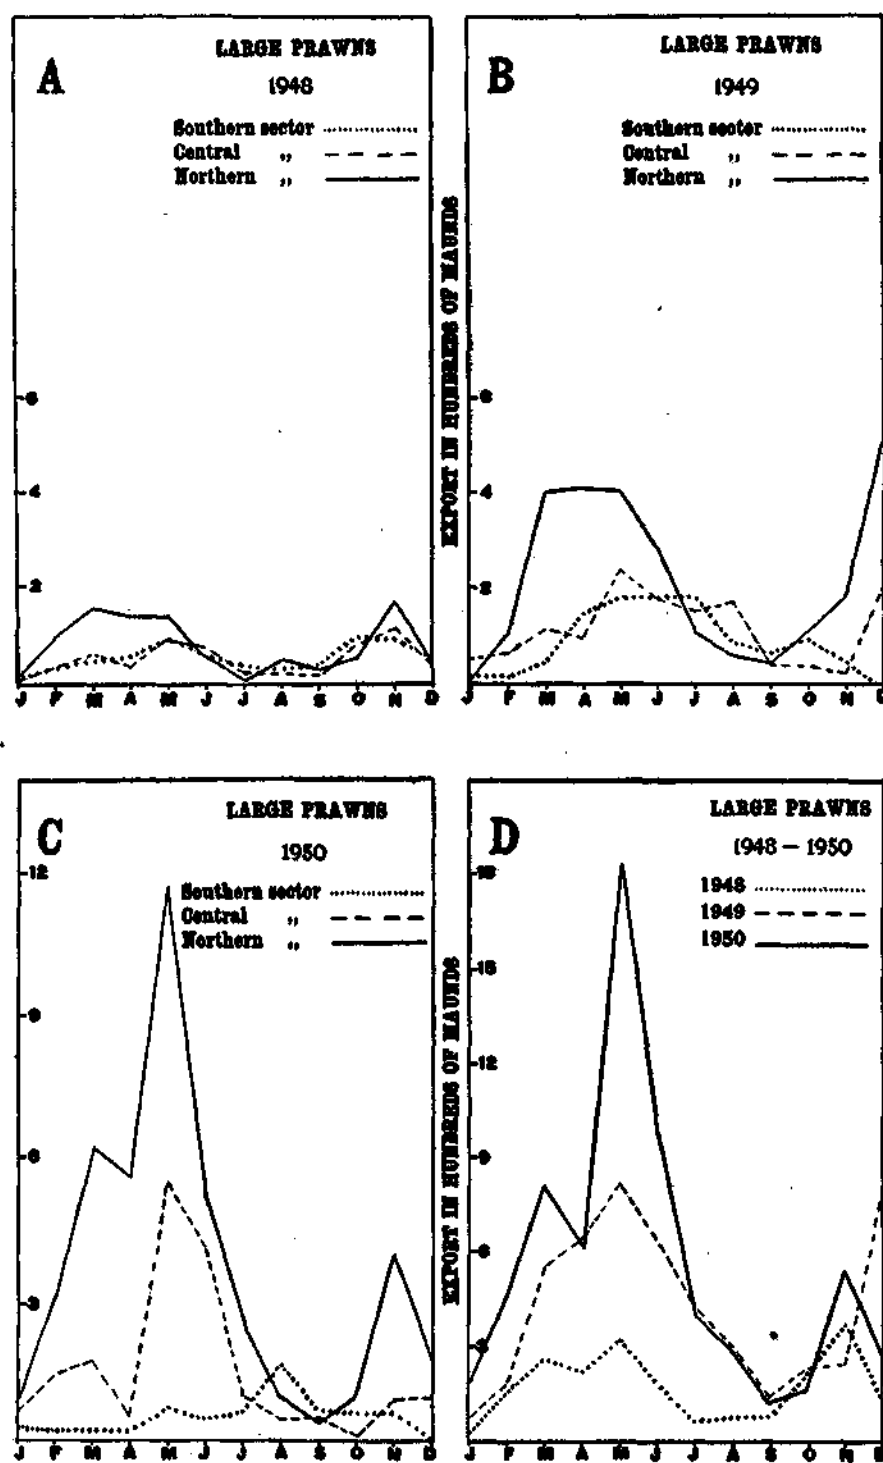 A
LARGE PRAWNS
1948
Southern sector
Central „
Northern „
6
4
2
J F M A M J J A S O N D
EXPORT IN HUNDREDS OF MAUNDS
B
LARGE PRAWNS
1949
Southern sector
Central „
Northern „
6
4
2
J F M A M J J A S O N D
C
LARGE PRAWNS
1950
Southern sector
Central „
Northern „
12
9
6
3
J F M A M J J A S O N D
EXPORT IN HUNDREDS OF MAUNDS
D
LARGE PRAWNS
1948 — 1950
1948
1949
1950
18
15
12
9
6
3
J F M A M J J A S O N D